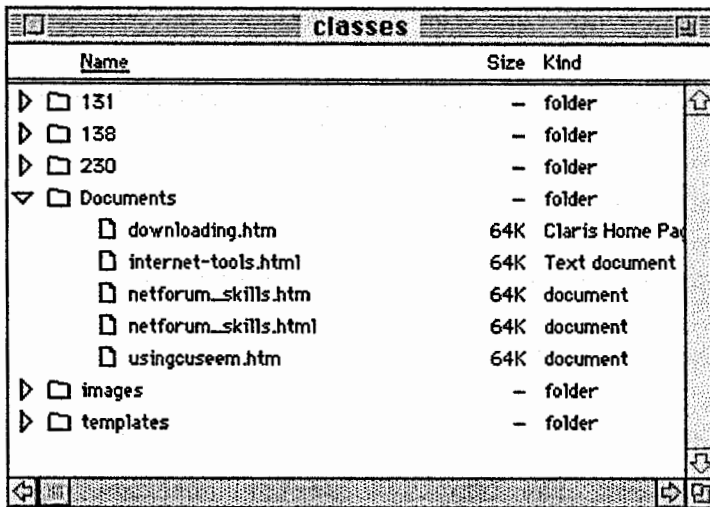 classes
Name Size Kind
131 – folder
138 – folder
230 – folder
Documents – folder
downloading.htm 64K Claris Home Pa
internet-tools.html 64K Text document
netforum_skills.htm 64K document
netforum_skills.html 64K document
usingcuseem.htm 64K document
images – folder
templates – folder